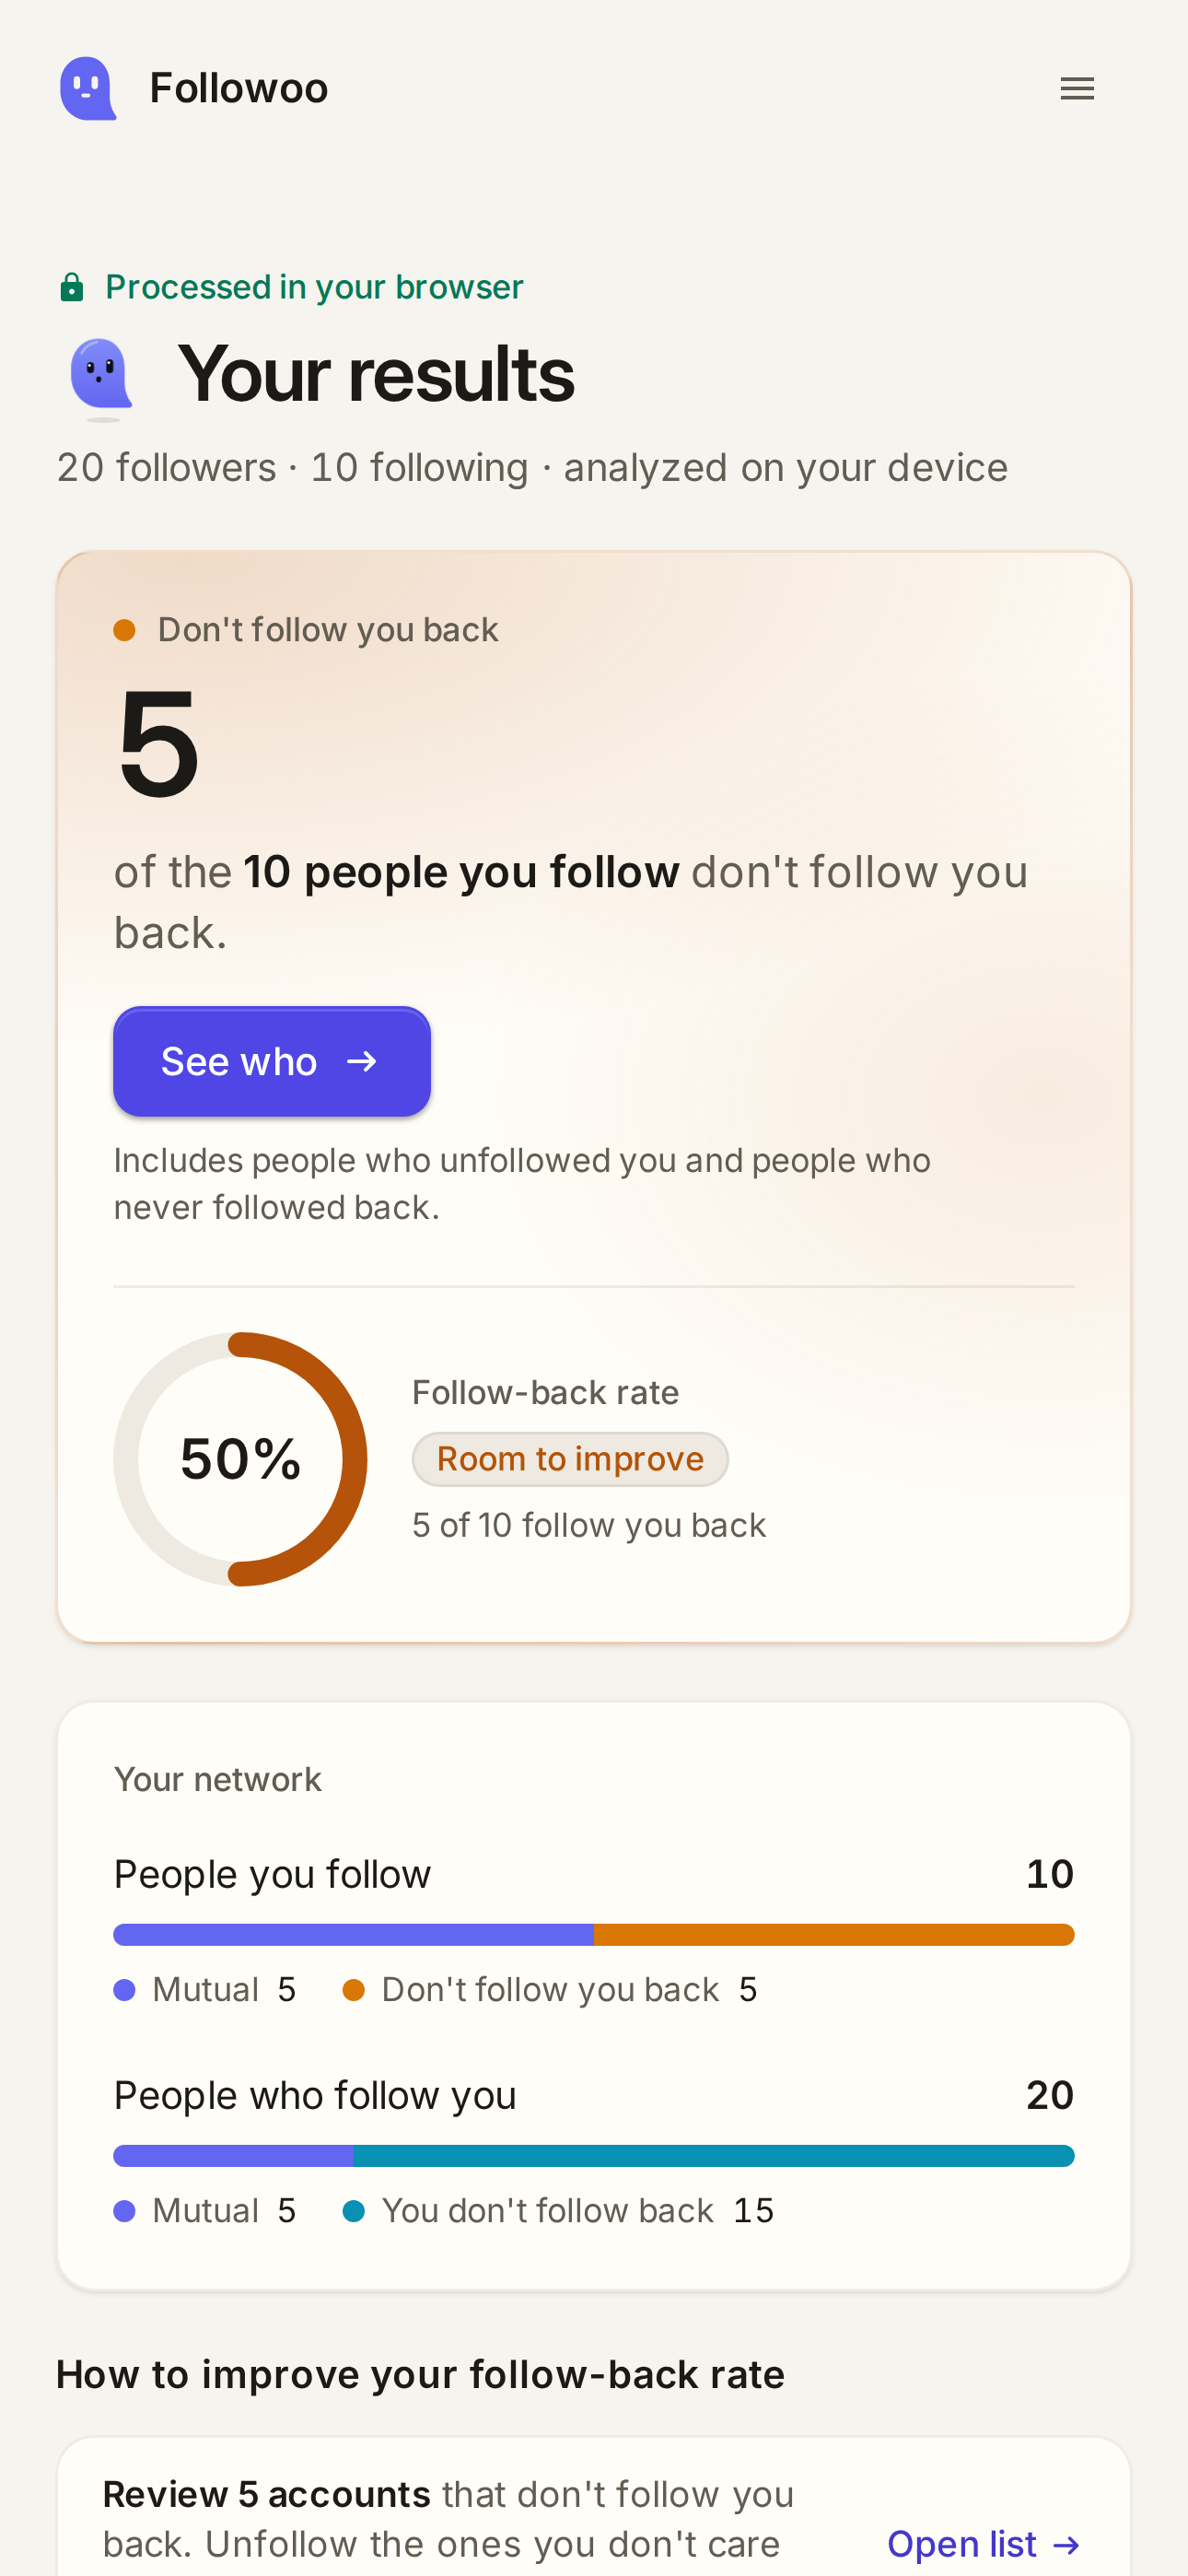 Followoo
Processed in your browser
Your results
20 followers · 10 following · analyzed on your device
Don't follow you back
5
of the 10 people you follow don't follow you
back.
See who →
Includes people who unfollowed you and people who
never followed back.
50%
Follow-back rate
Room to improve
5 of 10 follow you back
Your network
People you follow 10
Mutual 5 Don't follow you back 5
People who follow you 20
Mutual 5 You don't follow back 15
How to improve your follow-back rate
Review 5 accounts that don't follow you
back. Unfollow the ones you don't care
Open list →